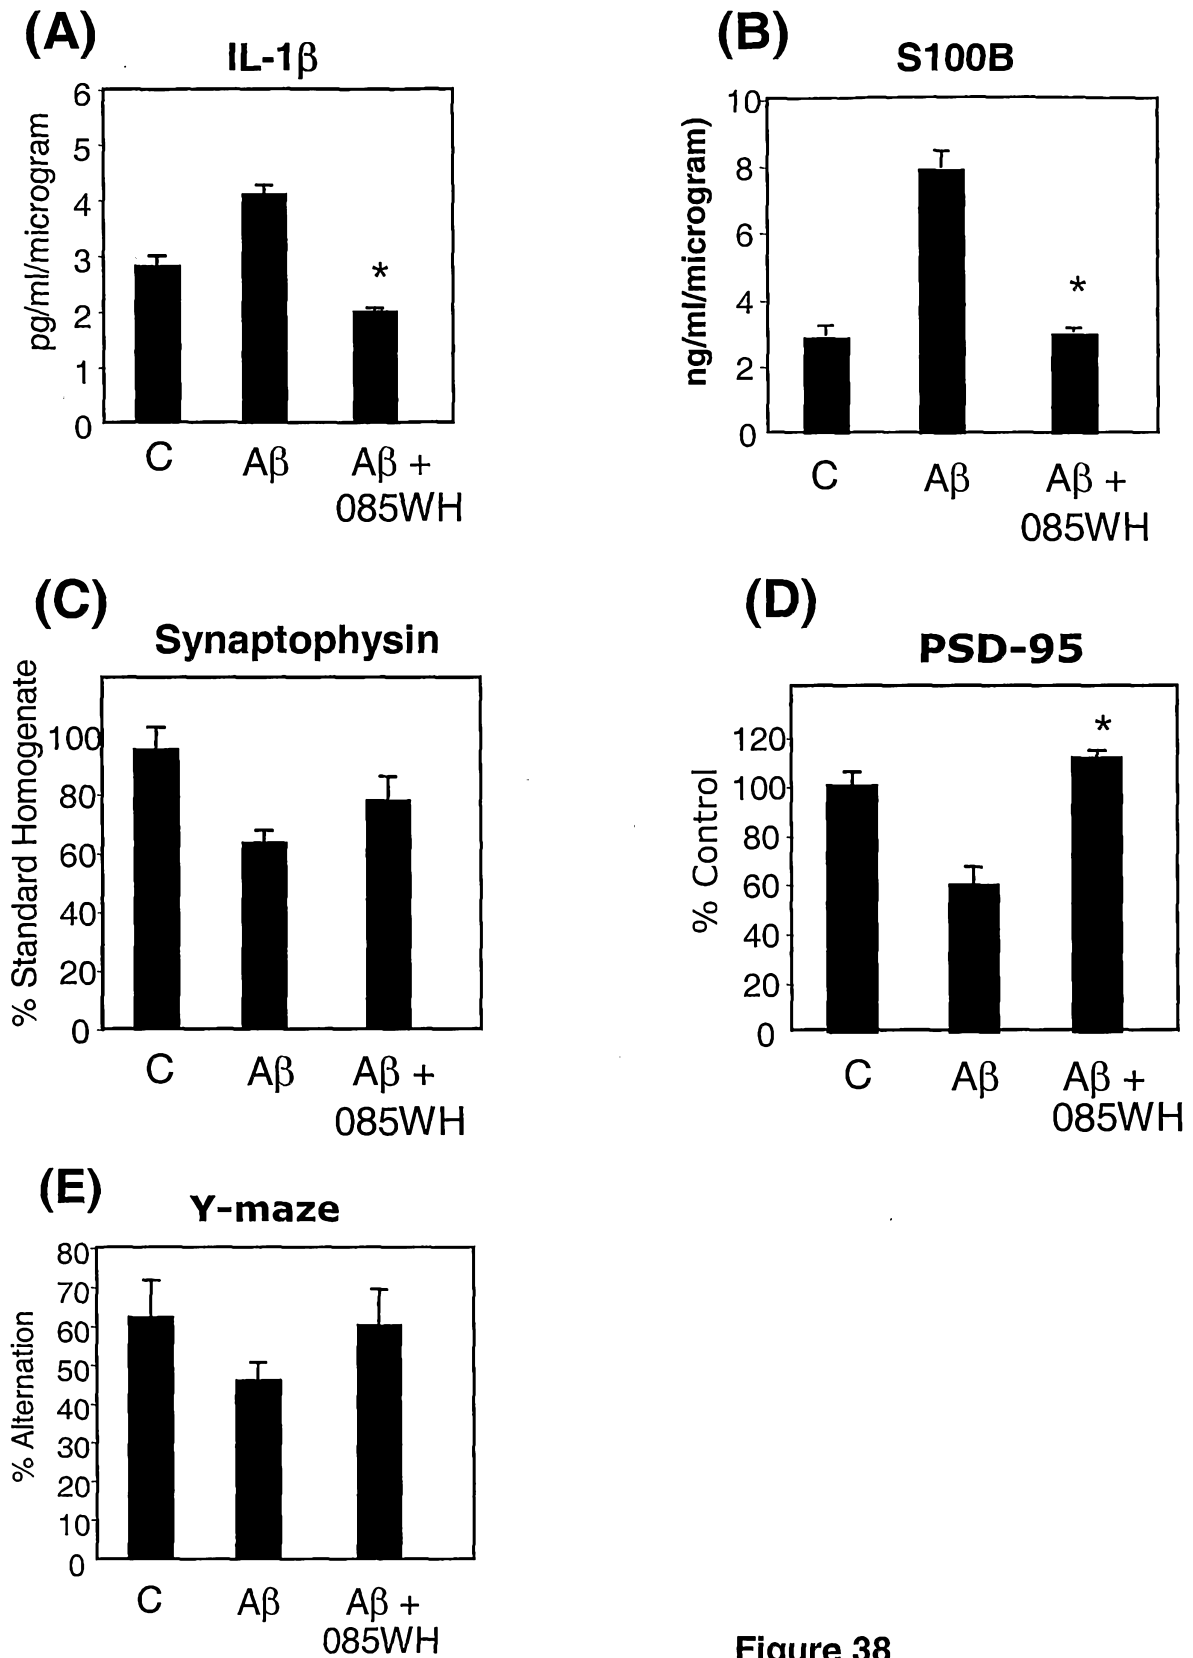 (A)
IL-1β
pg/ml/microgram
6
5
4
3
2
1
0
*
C Aβ Aβ +
085WH
(B)
S100B
ng/ml/microgram)
10
8
6
4
2
0
*
C Aβ Aβ +
085WH
(C)
Synaptophysin
% Standard Homogenate
100
80
60
40
20
0
C Aβ Aβ +
085WH
(D)
PSD-95
% Control
120
100
80
60
40
20
0
*
C Aβ Aβ +
085WH
(E)
Y-maze
% Alternation
80
70
60
50
40
30
20
10
0
C Aβ Aβ +
085WH
Figure 38